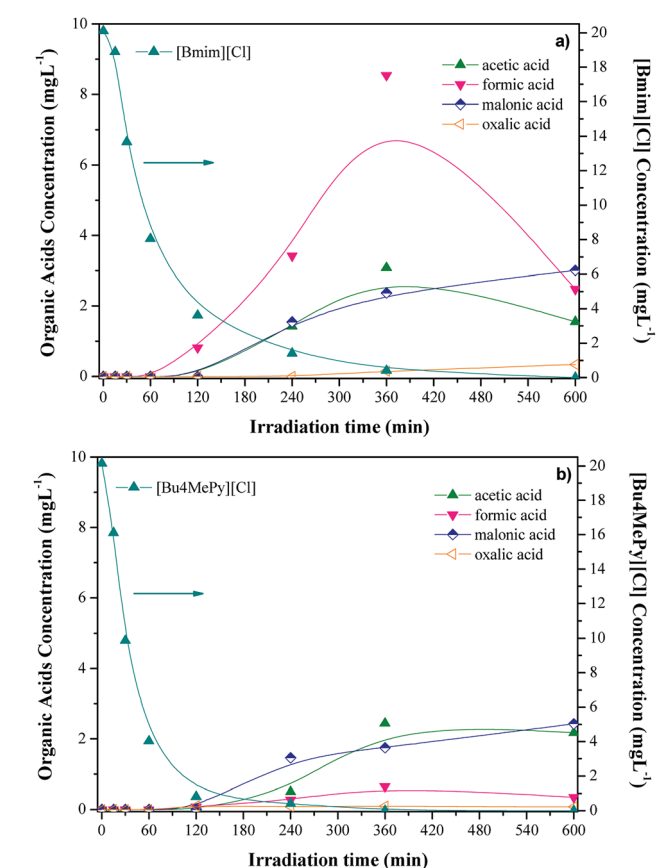 a)
[Bmim][Cl]
acetic acid
formic acid
malonic acid
oxalic acid
Organic Acids Concentration (mgL-1)
10
8
6
4
2
0
[Bmim][Cl] Concentration (mgL-1)
20
18
16
14
12
10
8
6
4
2
0
0 60 120 180 240 300 360 420 480 540 600
Irradiation time (min)
b)
[Bu4MePy][Cl]
acetic acid
formic acid
malonic acid
oxalic acid
Organic Acids Concentration (mgL-1)
10
8
6
4
2
0
[Bu4MePy][Cl] Concentration (mgL-1)
20
18
16
14
12
10
8
6
4
2
0
0 60 120 180 240 300 360 420 480 540 600
Irradiation time (min)